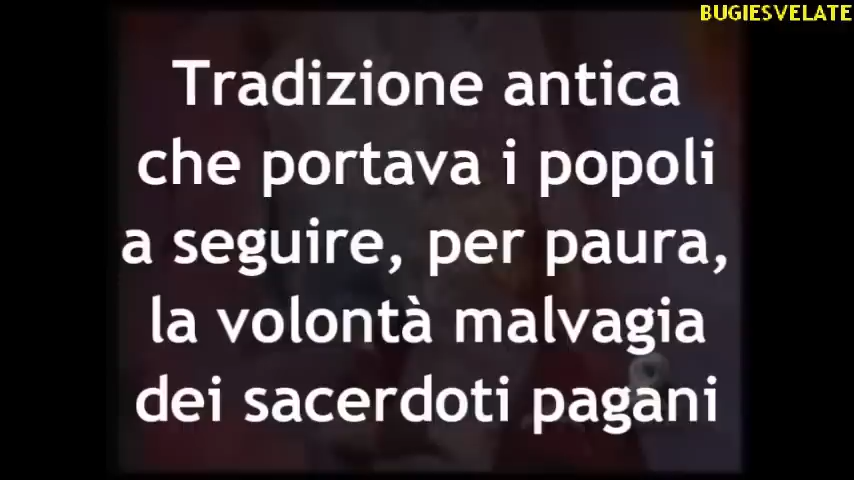 BUGIESVELATE
Tradizione antica
che portava i popoli
a seguire, per paura,
la volontà malvagia
dei sacerdoti pagani